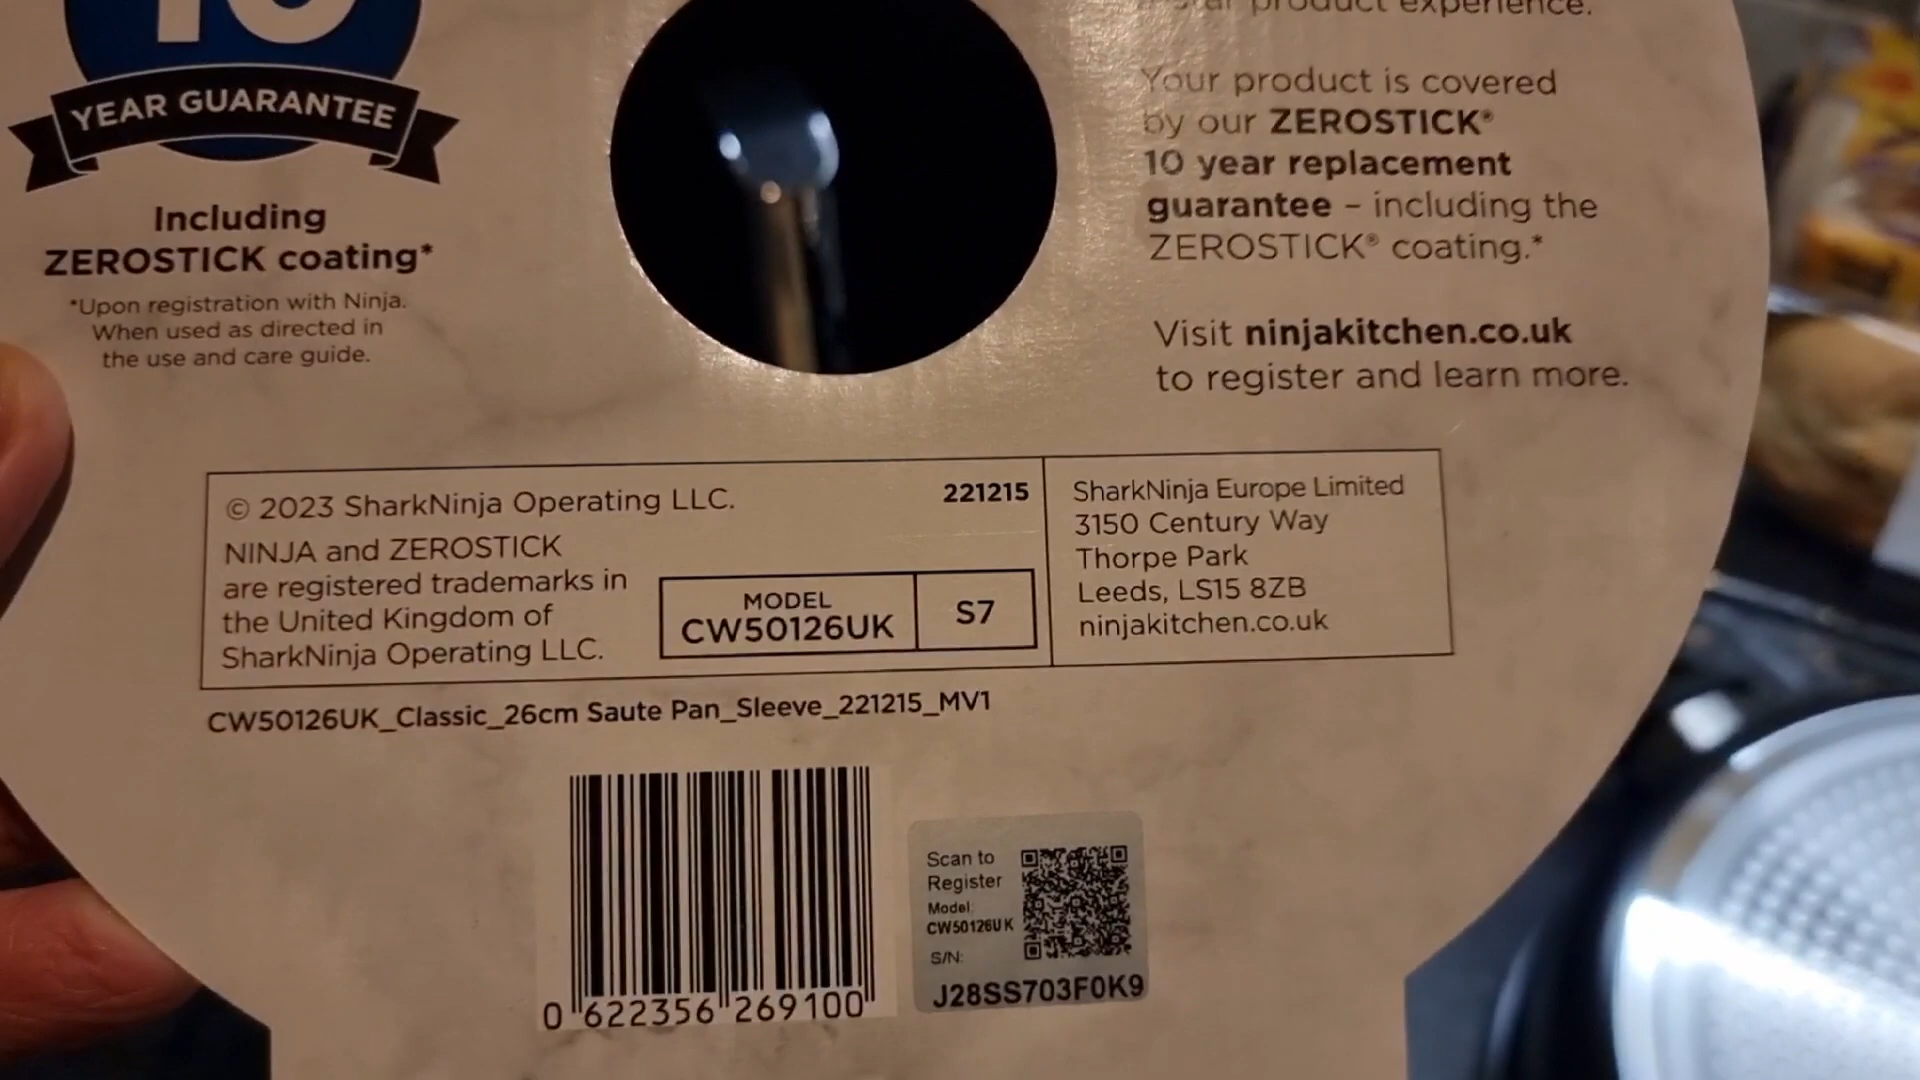 10
YEAR GUARANTEE
Including
ZEROSTICK coating*
*Upon registration with Ninja.
When used as directed in
the use and care guide.
product experience.
Your product is covered
by our ZEROSTICK®
10 year replacement
guarantee – including the
ZEROSTICK® coating.*
Visit ninjakitchen.co.uk
to register and learn more.
© 2023 SharkNinja Operating LLC.
221215
NINJA and ZEROSTICK
are registered trademarks in
the United Kingdom of
SharkNinja Operating LLC.
MODEL
CW50126UK
S7
SharkNinja Europe Limited
3150 Century Way
Thorpe Park
Leeds, LS15 8ZB
ninjakitchen.co.uk
CW50126UK_Classic_26cm Saute Pan_Sleeve_221215_MV1
0 622356 269100
Scan to
Register
Model:
CW50126UK
S/N:
J28SS703F0K9